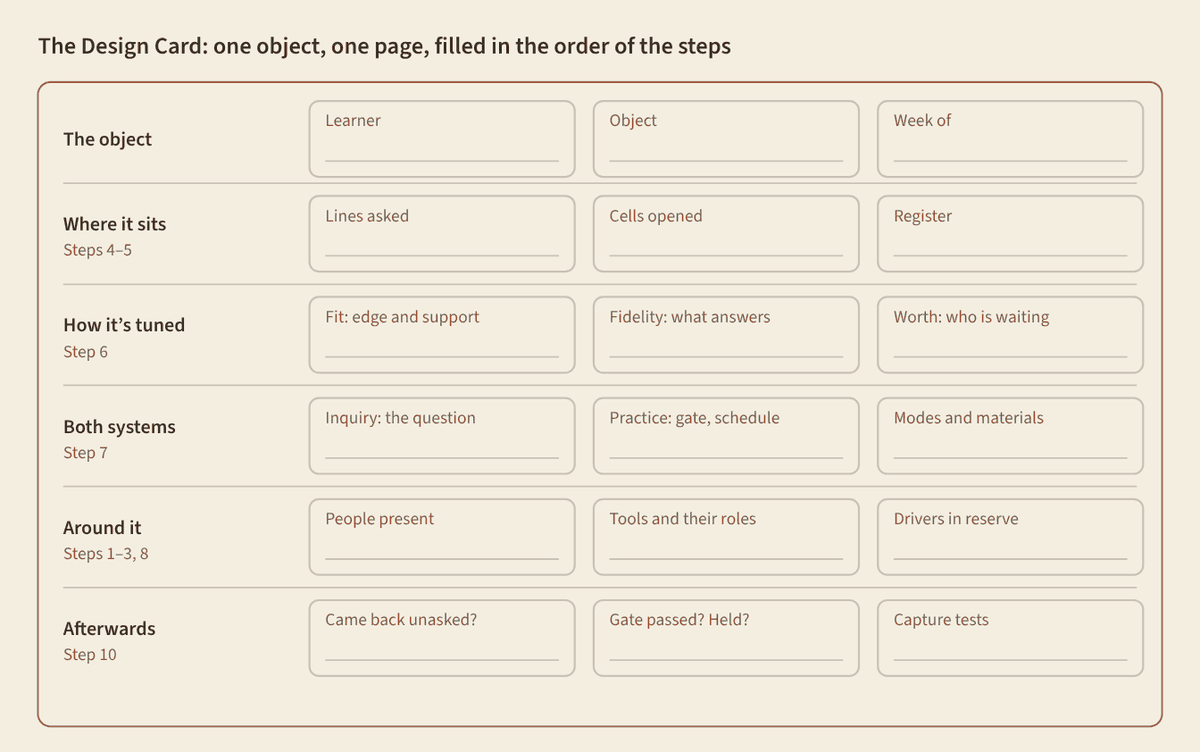 The Design Card: one object, one page, filled in the order of the steps
The object
Learner
Object
Week of
Where it sits
Steps 4–5
Lines asked
Cells opened
Register
How it’s tuned
Step 6
Fit: edge and support
Fidelity: what answers
Worth: who is waiting
Both systems
Step 7
Inquiry: the question
Practice: gate, schedule
Modes and materials
Around it
Steps 1–3, 8
People present
Tools and their roles
Drivers in reserve
Afterwards
Step 10
Came back unasked?
Gate passed? Held?
Capture tests